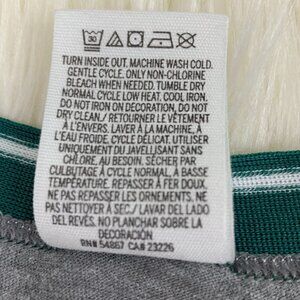 30
TURN INSIDE OUT. MACHINE WASH COLD.
GENTLE CYCLE. ONLY NON-CHLORINE
BLEACH WHEN NEEDED. TUMBLE DRY
NORMAL CYCLE LOW HEAT. COOL IRON.
DO NOT IRON ON DECORATION. DO NOT
DRY CLEAN./ RETOURNER LE VÊTEMENT
À L'ENVERS. LAVER À LA MACHINE, À
L'EAU FROIDE. CYCLE DÉLICAT. UTILISER
UNIQUEMENT DU JAVELLISANT SANS
CHLORE, AU BESOIN. SÉCHER PAR
CULBUTAGE À CYCLE NORMAL, À BASSE
TEMPÉRATURE. REPASSER À FER DOUX.
NE PAS REPASSER LES ORNEMENTS. NE
PAS NETTOYER À SEC./ LAVAR DEL LADO
DEL REVÉS. NO PLANCHAR SOBRE LA
DECORACIÓN
RN# 54867 CA# 23226